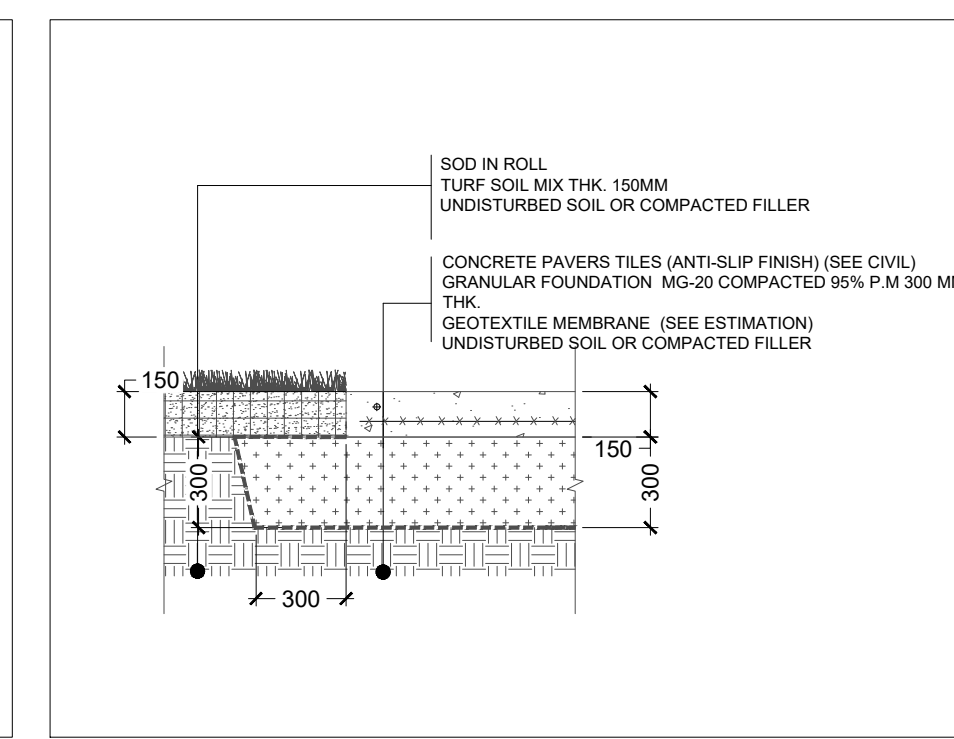 SOD IN ROLL
TURF SOIL MIX THK. 150MM
UNDISTURBED SOIL OR COMPACTED FILLER
CONCRETE PAVERS TILES (ANTI-SLIP FINISH) (SEE CIVIL)
GRANULAR FOUNDATION MG-20 COMPACTED 95% P.M 300
THK.
GEOTEXTILE MEMBRANE (SEE ESTIMATION)
UNDISTURBED SOIL OR COMPACTED FILLER
150
150
300
300
300